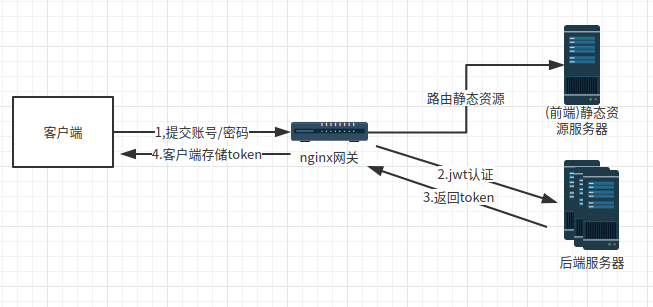 路由静态资源
(前端)静态资
源服务器
客户端
1,提交账号/密码
4.客户端存储token
nginx网关
2.jwt认证
3.返回token
后端服务器